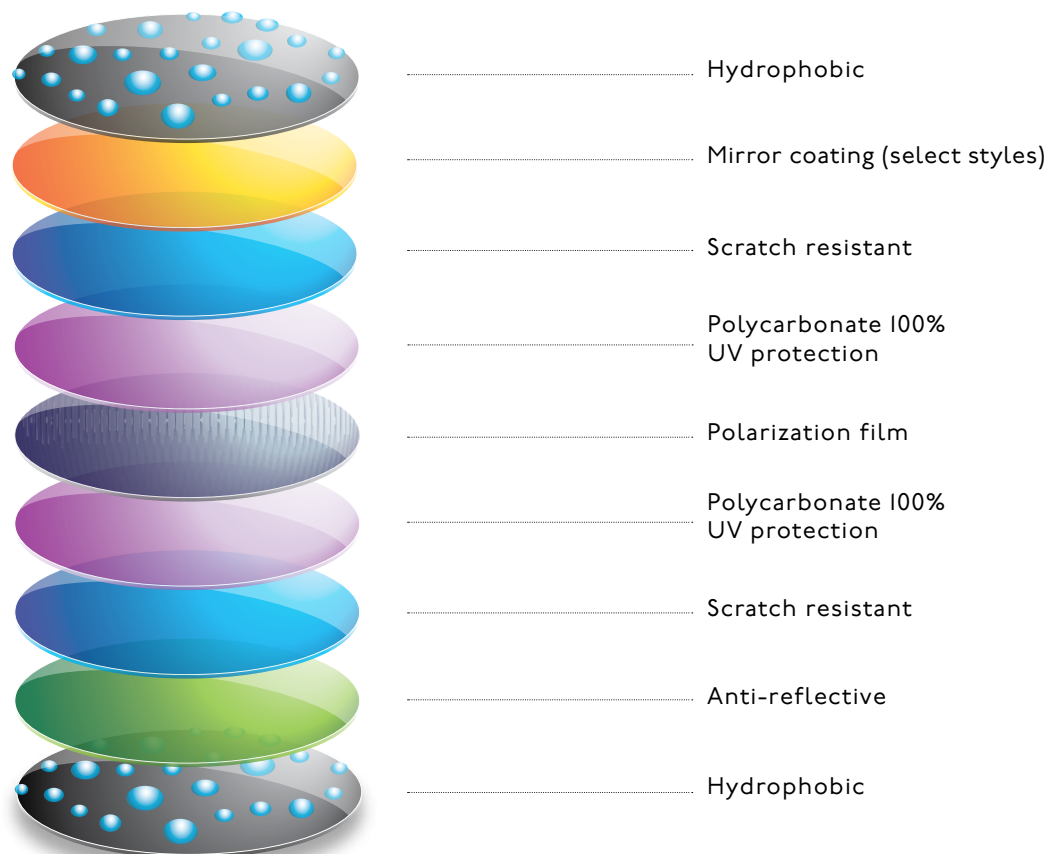 Hydrophobic
Mirror coating (select styles)
Scratch resistant
Polycarbonate 100%
UV protection
Polarization film
Polycarbonate 100%
UV protection
Scratch resistant
Anti-reflective
Hydrophobic